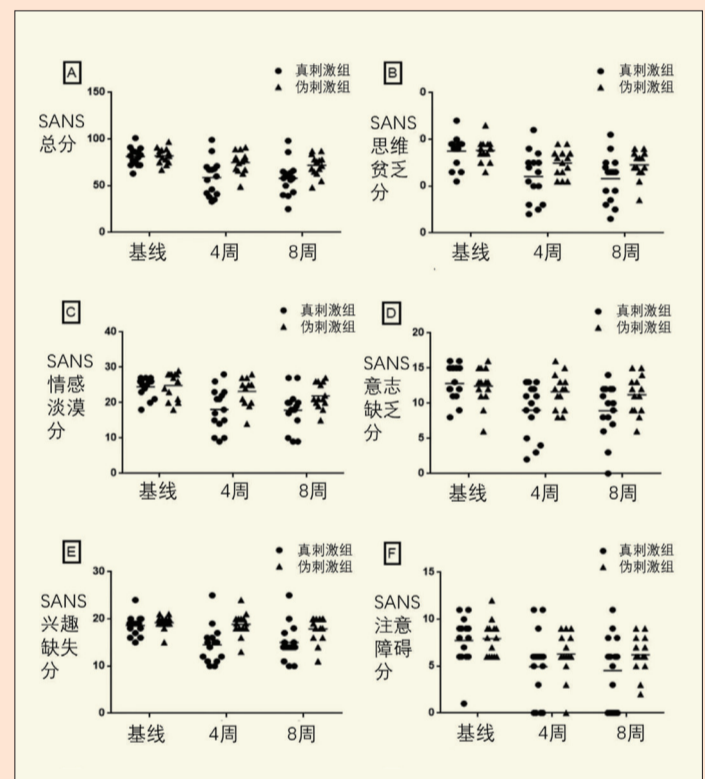 A
真刺激组
伪刺激组
SANS
总分
150
100
50
0
基线
4周
8周
B
真刺激组
伪刺激组
SANS
思维
贫乏
分
0
0
0
0
基线
4周
8周
C
真刺激组
伪刺激组
SANS
情感
淡漠
分
40
30
20
10
0
基线
4周
8周
D
真刺激组
伪刺激组
SANS
意志
缺乏
分
20
15
10
5
0
基线
4周
8周
E
真刺激组
伪刺激组
SANS
兴趣
缺失
分
30
20
10
0
基线
4周
8周
F
真刺激组
伪刺激组
SANS
注意
障碍
分
15
10
5
0
基线
4周
8周